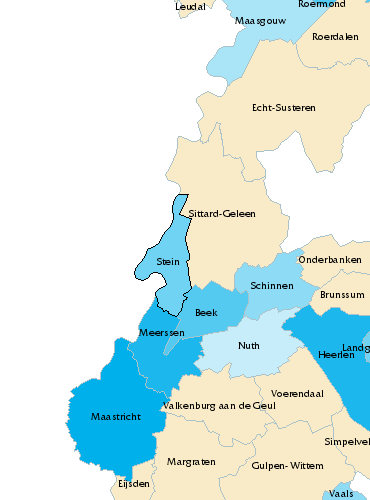 Leudal
Roermond
Maasgouw
Roerdalen
Echt-Susteren
Sittard-Geleen
Stein
Onderbanken
Schinnen
Brunssum
Beek
Meerssen
Nuth
Landg
Heerlen
Voerendaal
Valkenburg aan de Geul
Maastricht
Simpelve
Margraten
Gulpen-Wittem
Eijsden
Vaals